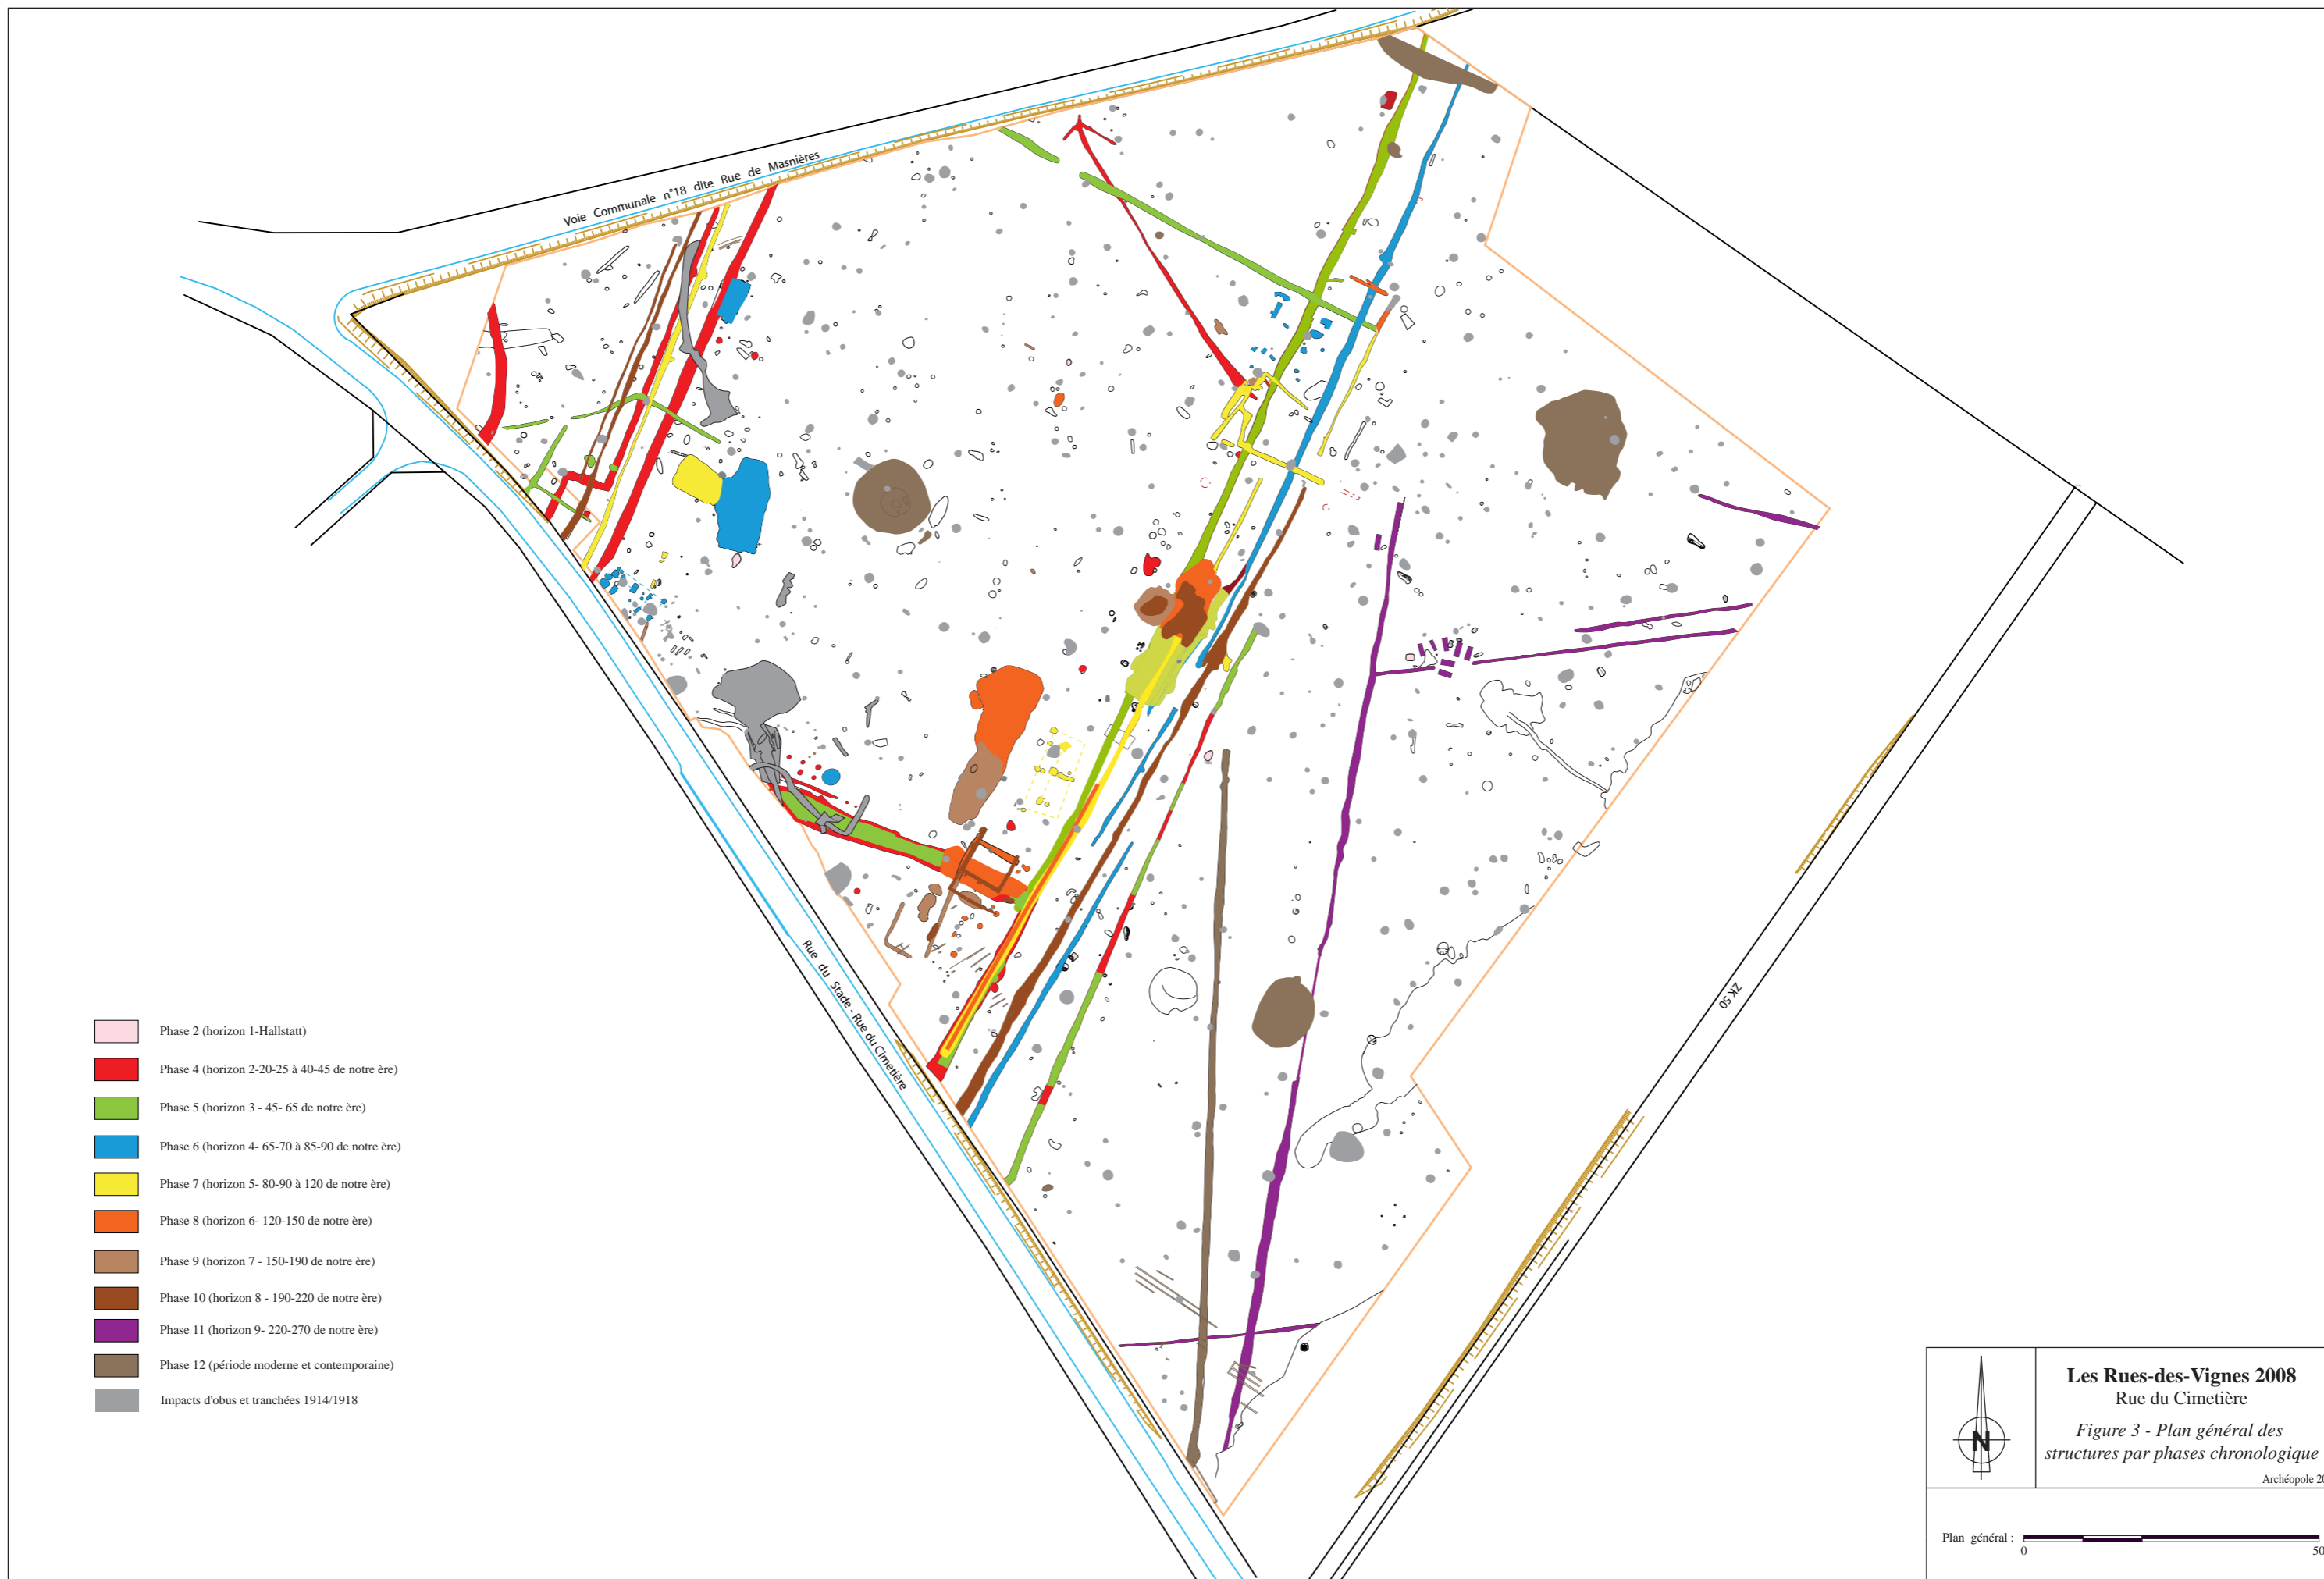 Voie Communale n°18 dite Rue de Masnières
Rue du Stade - Rue du Cimetière
ZK 50
Phase 2 (horizon 1-Hallstatt)
Phase 4 (horizon 2-20-25 à 40-45 de notre ère)
Phase 5 (horizon 3 - 45- 65 de notre ère)
Phase 6 (horizon 4- 65-70 à 85-90 de notre ère)
Phase 7 (horizon 5- 80-90 à 120 de notre ère)
Phase 8 (horizon 6- 120-150 de notre ère)
Phase 9 (horizon 7 - 150-190 de notre ère)
Phase 10 (horizon 8 - 190-220 de notre ère)
Phase 11 (horizon 9- 220-270 de notre ère)
Phase 12 (période moderne et contemporaine)
Impacts d'obus et tranchées 1914/1918
N
Les Rues-des-Vignes 2008
Rue du Cimetière
Figure 3 - Plan général des
structures par phases chronologique
Archéopole 20
Plan général :
0 50